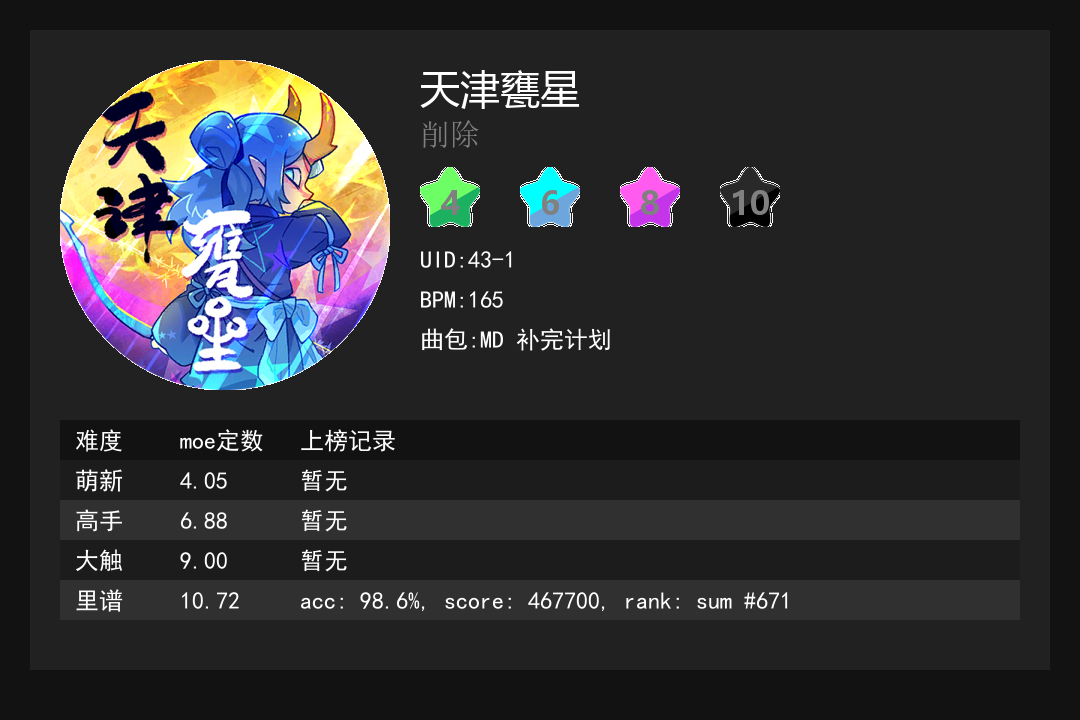 天津
甕星
天津甕星
削除
4 6 8 10
UID:43-1
BPM:165
曲包:MD 补完计划
难度 moe定数 上榜记录
萌新 4.05 暂无
高手 6.88 暂无
大触 9.00 暂无
里谱 10.72 acc: 98.6%, score: 467700, rank: sum #671